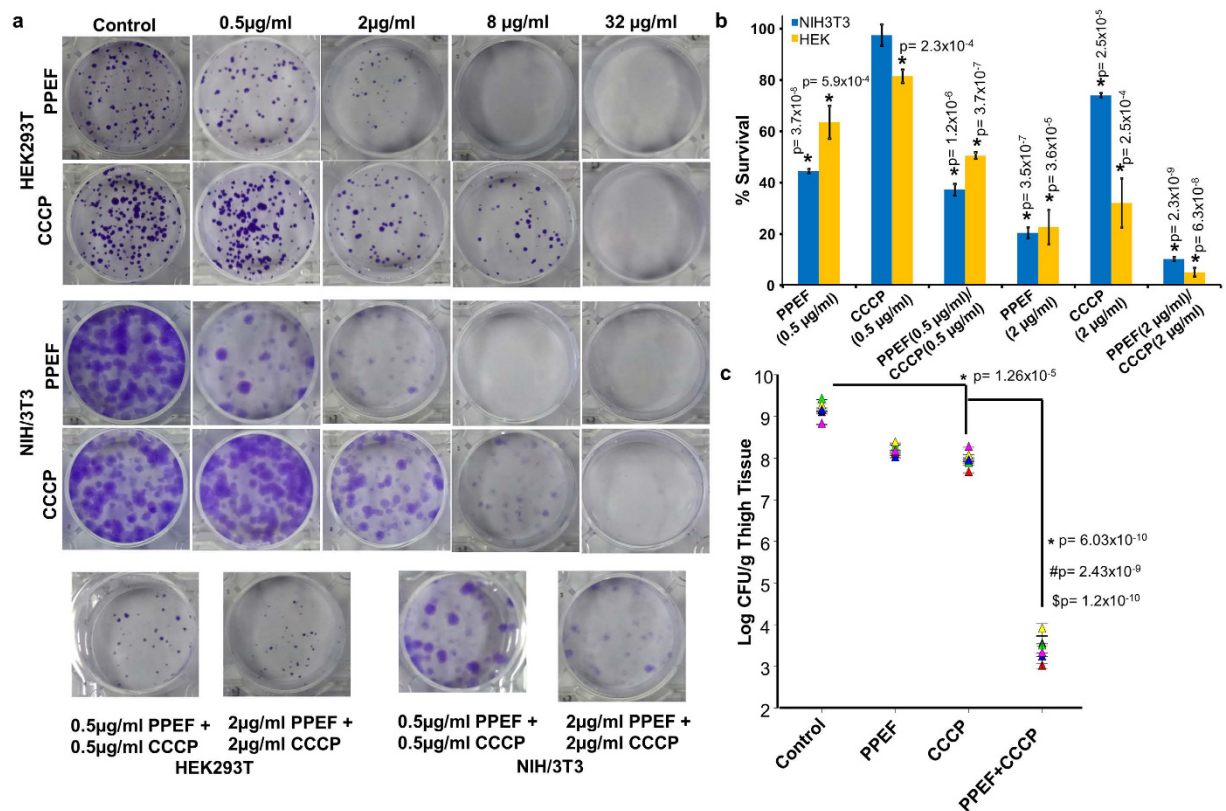 a
Control 0.5µg/ml 2µg/ml 8 µg/ml 32 µg/ml
HEK293T
PPEF
CCCP
NIH/3T3
PPEF
CCCP
0.5µg/ml PPEF +
0.5µg/ml CCCP
2µg/ml PPEF +
2µg/ml CCCP
HEK293T
0.5µg/ml PPEF +
0.5µg/ml CCCP
2µg/ml PPEF +
2µg/ml CCCP
NIH/3T3
b
NIH3T3
HEK
% Survival
100
80
60
40
20
0
* p= 3.7x10-8
* p= 5.9x10-4
* p= 2.3x10-4
* p= 1.2x10-6
* p= 3.7x10-7
* p= 3.5x10-7
* p= 3.6x10-5
*p= 2.5x10-5
* p= 2.5x10-4
*p= 2.3x10-9
*p= 6.3x10-8
PPEF
(0.5 µg/ml)
CCCP
(0.5 µg/ml)
PPEF(0.5 µg/ml)/
CCCP(0.5 µg/ml)
PPEF
(2 µg/ml)
CCCP
(2 µg/ml)
PPEF(2 µg/ml)/
CCCP(2 µg/ml)
c
Log CFU/g Thigh Tissue
10
9
8
7
6
5
4
3
2
* p= 1.26x10-5
* p= 6.03x10-10
#p= 2.43x10-9
$p= 1.2x10-10
Control
PPEF
CCCP
PPEF+CCCP